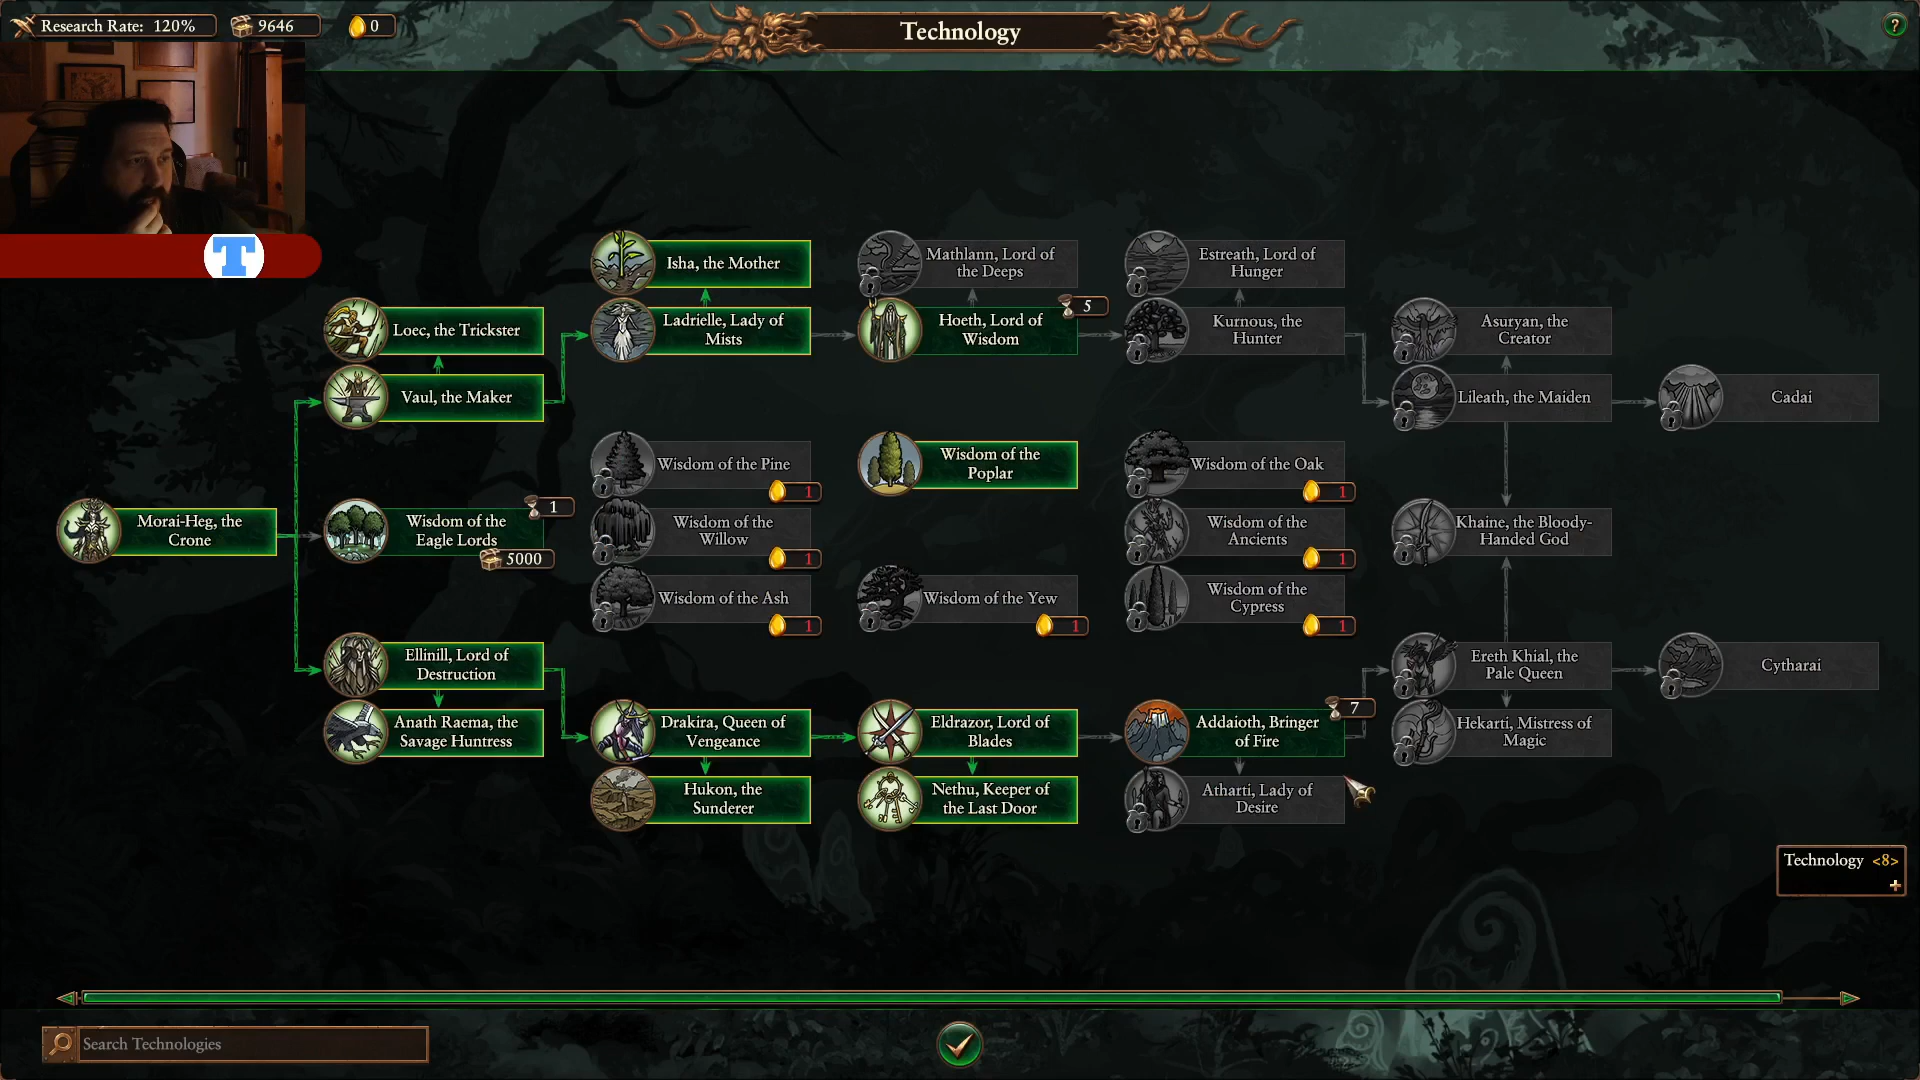 Research Rate: 120%
9646
0
Technology
?
T
Isha, the Mother
Mathlann, Lord of
the Deeps
Estreath, Lord of
Hunger
Loec, the Trickster
Ladrielle, Lady of
Mists
Hoeth, Lord of
Wisdom
5
Kurnous, the
Hunter
Asuryan, the
Creator
Vaul, the Maker
Lileath, the Maiden
Cadai
Wisdom of the Pine
1
Wisdom of the
Poplar
Wisdom of the Oak
1
Morai-Heg, the
Crone
Wisdom of the
Eagle Lords
1
5000
Wisdom of the
Willow
1
Wisdom of the
Ancients
1
Khaine, the Bloody-
Handed God
Wisdom of the Ash
1
Wisdom of the Yew
1
Wisdom of the
Cypress
1
Ellinill, Lord of
Destruction
Ereth Khial, the
Pale Queen
Cytharai
Anath Raema, the
Savage Huntress
Drakira, Queen of
Vengeance
Eldrazor, Lord of
Blades
Addaioth, Bringer
of Fire
7
Hekarti, Mistress of
Magic
Hukon, the
Sunderer
Nethu, Keeper of
the Last Door
Atharti, Lady of
Desire
Technology <8>
+
Search Technologies